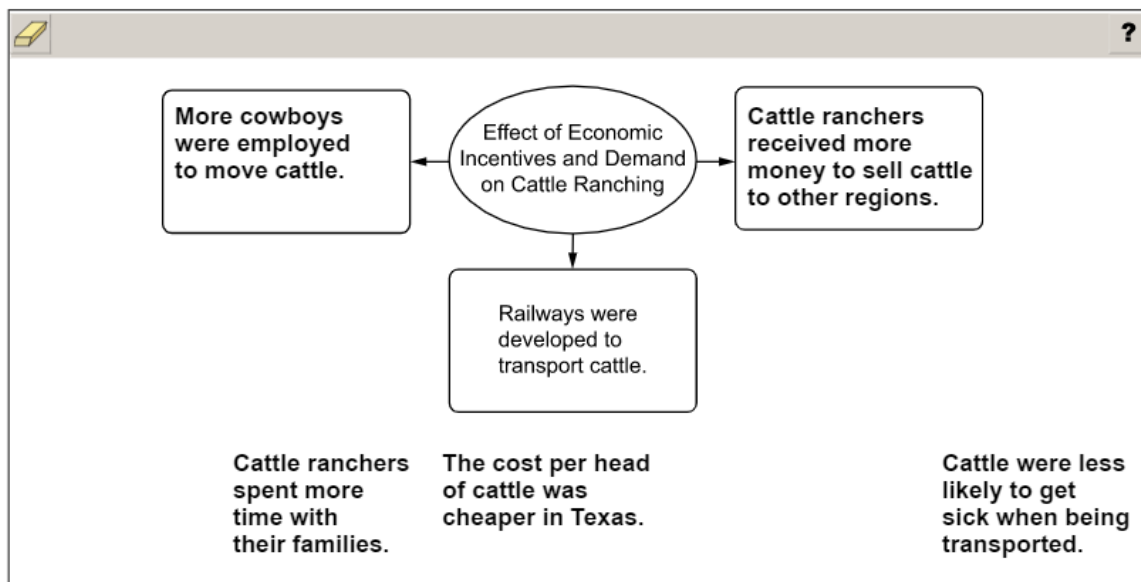 ?
More cowboys
were employed
to move cattle.
Effect of Economic
Incentives and Demand
on Cattle Ranching
Cattle ranchers
received more
money to sell cattle
to other regions.
Railways were
developed to
transport cattle.
Cattle ranchers
spent more
time with
their families.
The cost per head
of cattle was
cheaper in Texas.
Cattle were less
likely to get
sick when being
transported.